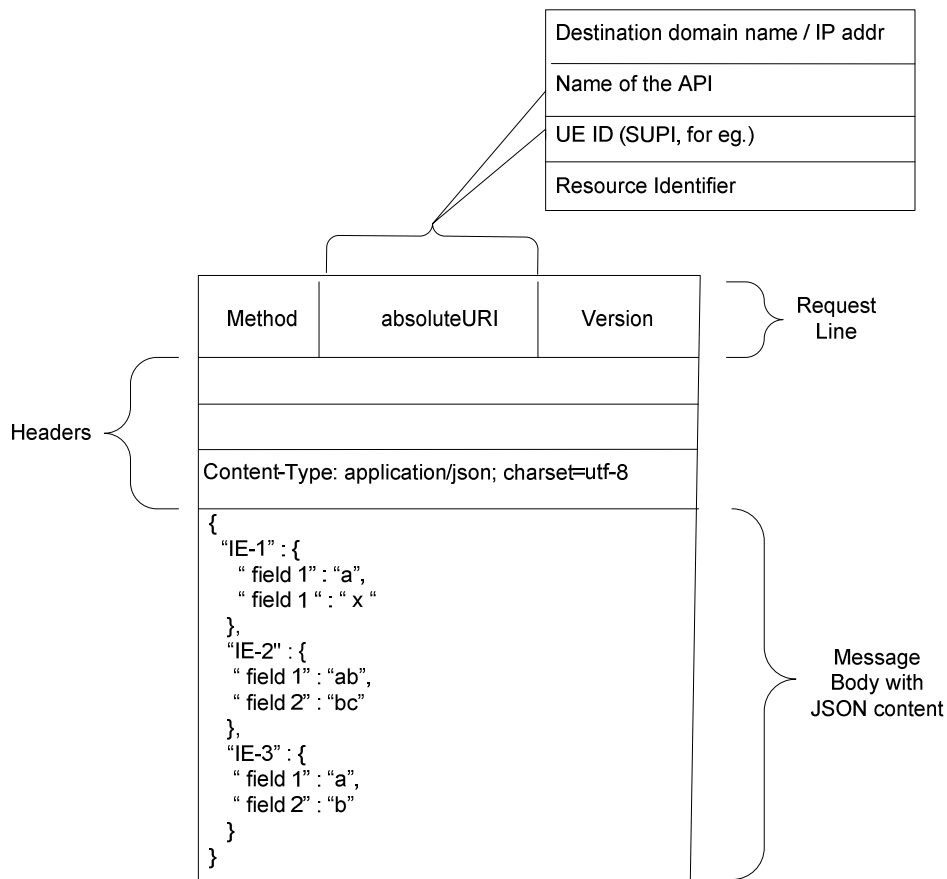 Destination domain name / IP addr
Name of the API
UE ID (SUPI, for eg.)
Resource Identifier
Method
absoluteURI
Version
Request
Line
Headers
Content-Type: application/json; charset=utf-8
{
“IE-1” : {
“ field 1” : “a”,
“ field 1 “ : “ x “
},
“IE-2" : {
“ field 1” : “ab”,
“ field 2” : “bc”
},
“IE-3” : {
“ field 1” : “a”,
“ field 2” : “b”
}
}
Message
Body with
JSON content